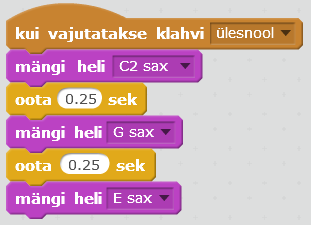 kui vajutatakse klahvi ülesnool
mängi heli C2 sax
oota 0.25 sek
mängi heli G sax
oota 0.25 sek
mängi heli E sax